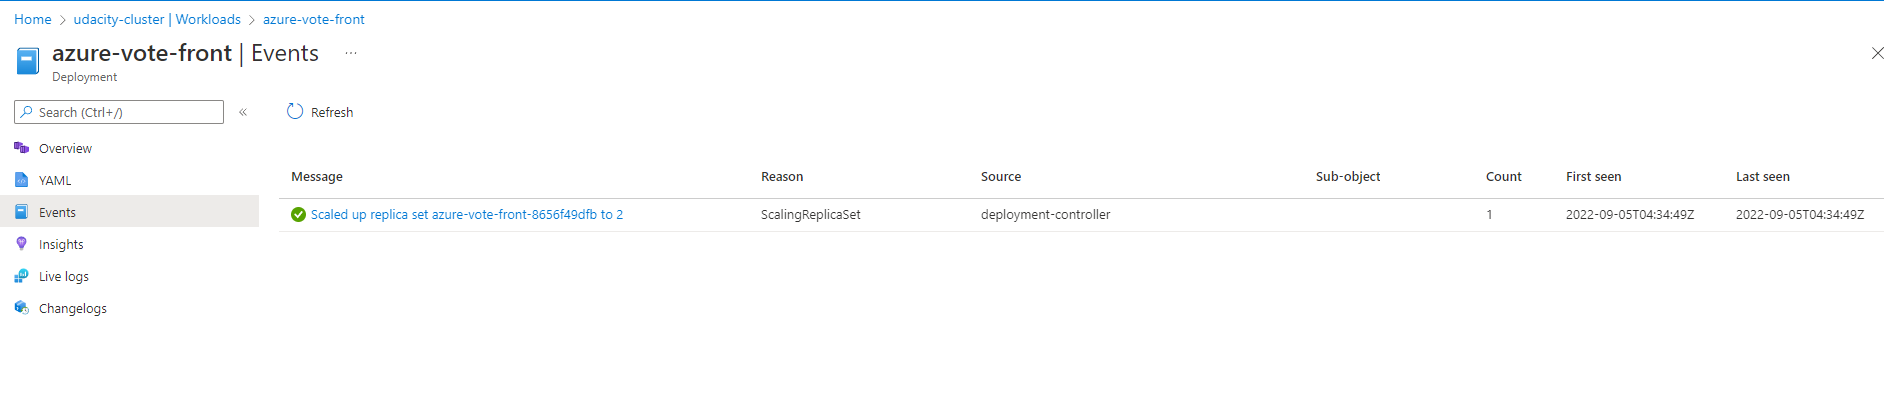 Home > udacity-cluster | Workloads > azure-vote-front
azure-vote-front | Events ...
Deployment
Search (Ctrl+/) «
Refresh
Overview
YAML
Events
Insights
Live logs
Changelogs
Message Reason Source Sub-object Count First seen Last seen
Scaled up replica set azure-vote-front-8656f49dfb to 2 ScalingReplicaSet deployment-controller 1 2022-09-05T04:34:49Z 2022-09-05T04:34:49Z